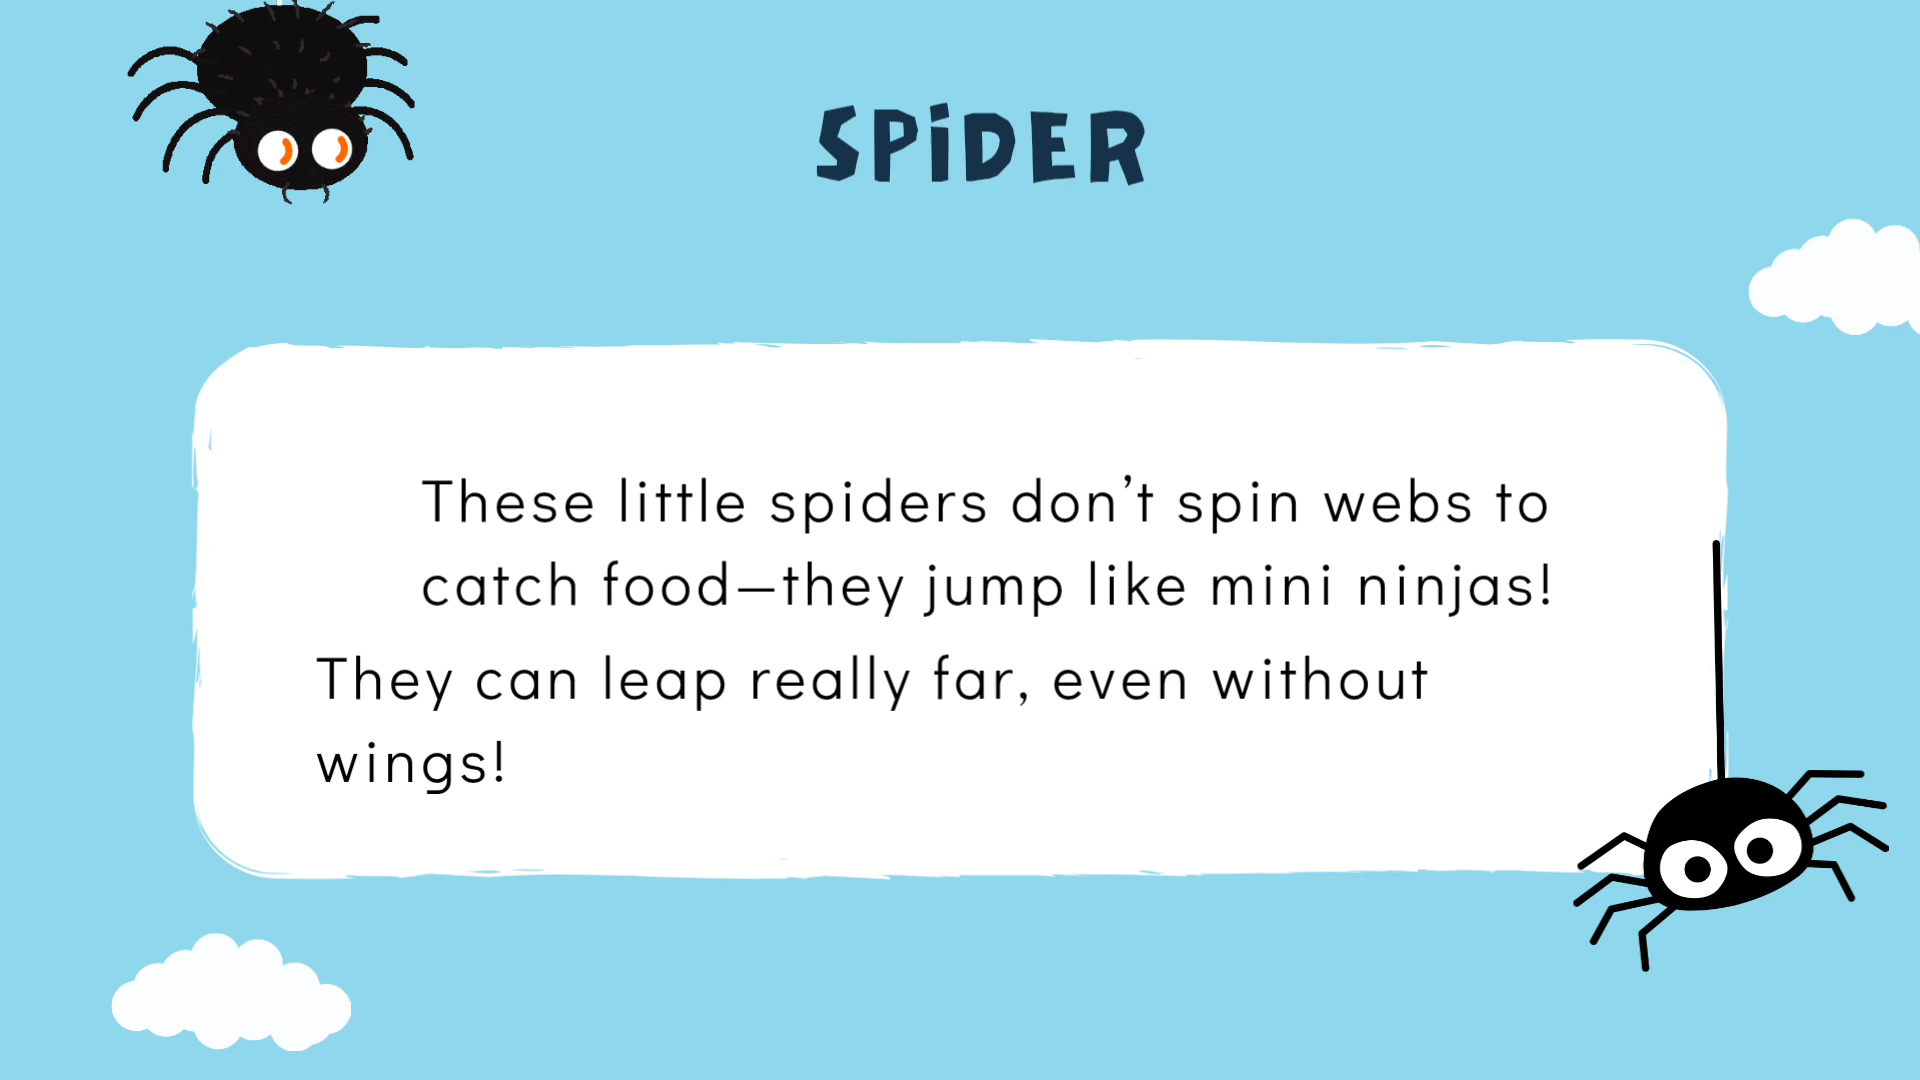 SPiDER
These little spiders don’t spin webs to
catch food—they jump like mini ninjas!
They can leap really far, even without
wings!